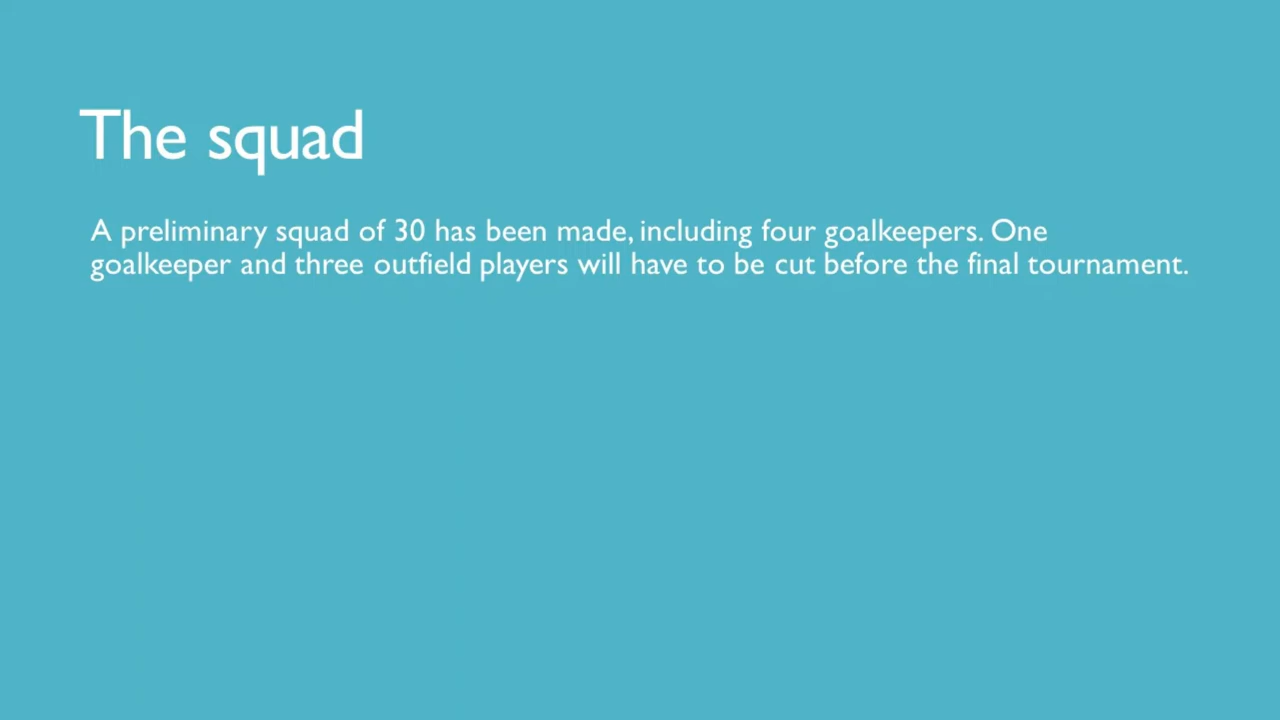 The squad
A preliminary squad of 30 has been made, including four goalkeepers. One
goalkeeper and three outfield players will have to be cut before the final tournament.